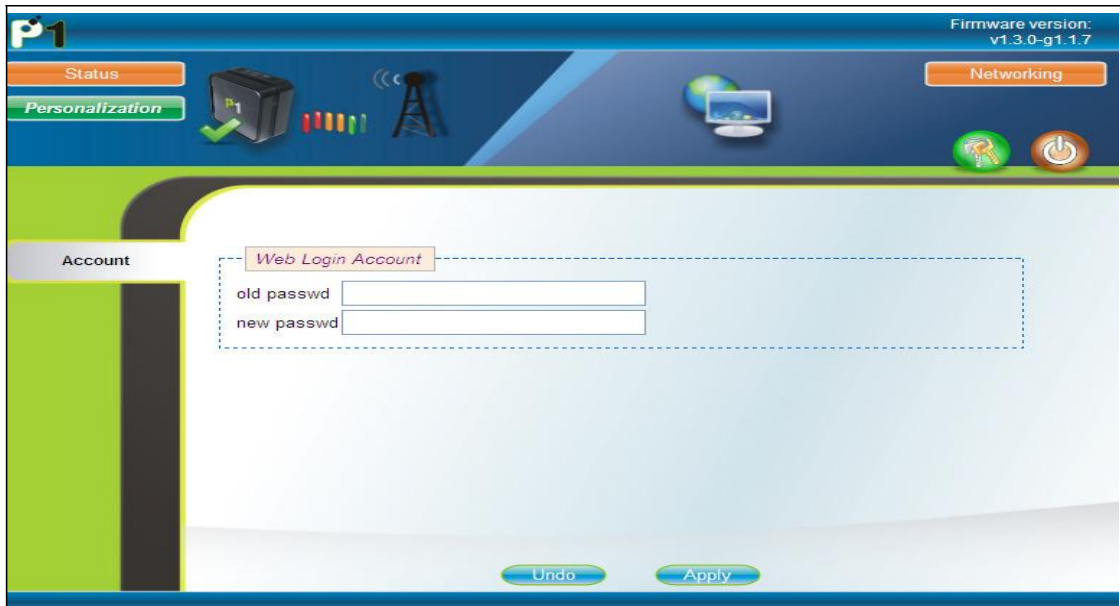 P1
Firmware version:
v1.3.0-g1.1.7
Status
Networking
Personalization
P1
Account
Web Login Account
old passwd
new passwd
Undo
Apply